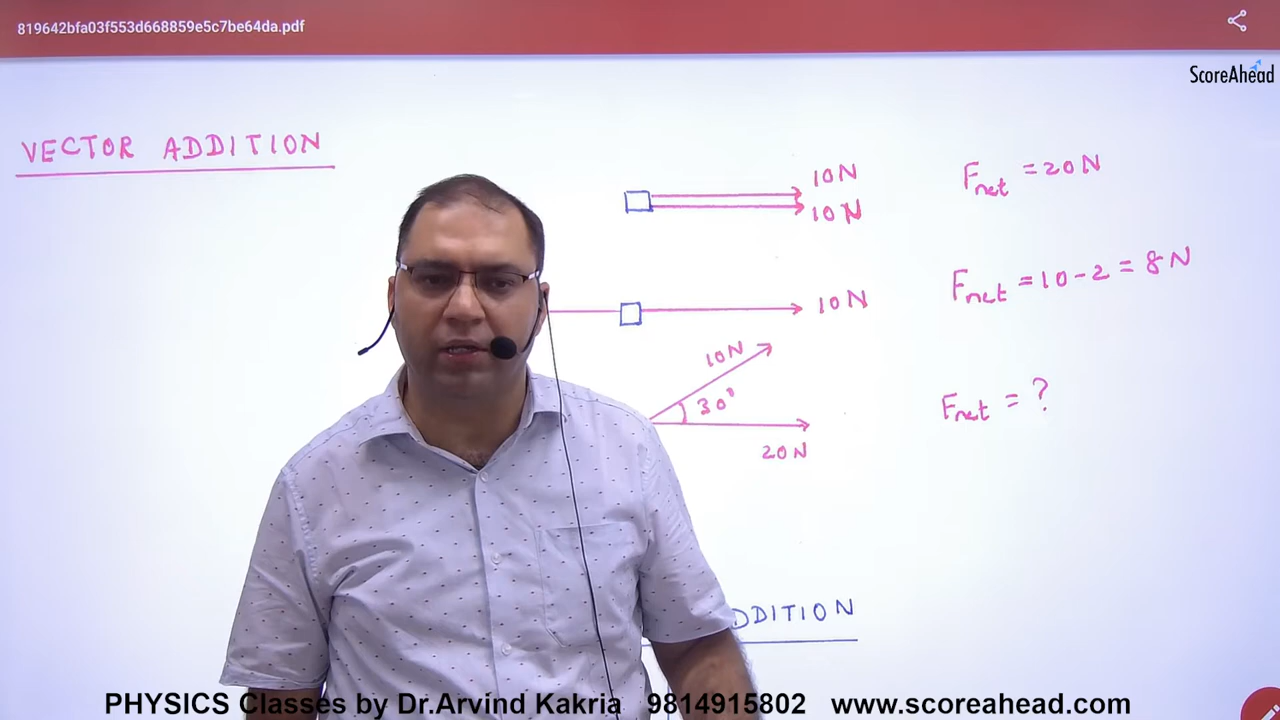 819642bfa03f553d668859e5c7be64da.pdf
ScoreAhead
VECTOR ADDITION
10N
10N
Fnet = 20N
10N
Fnet = 10-2 = 8N
10N
30°
20N
Fnet = ?
DDITION
PHYSICS Classes by Dr.Arvind Kakria 9814915802 www.scoreahead.com